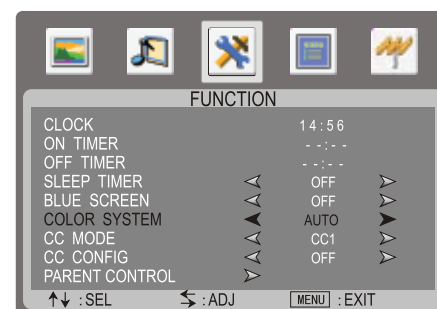 FUNCTION
CLOCK 14:56
ON TIMER --:--
OFF TIMER --:--
SLEEP TIMER OFF
BLUE SCREEN OFF
COLOR SYSTEM AUTO
CC MODE CC1
CC CONFIG OFF
PARENT CONTROL
:SEL :ADJ MENU :EXIT